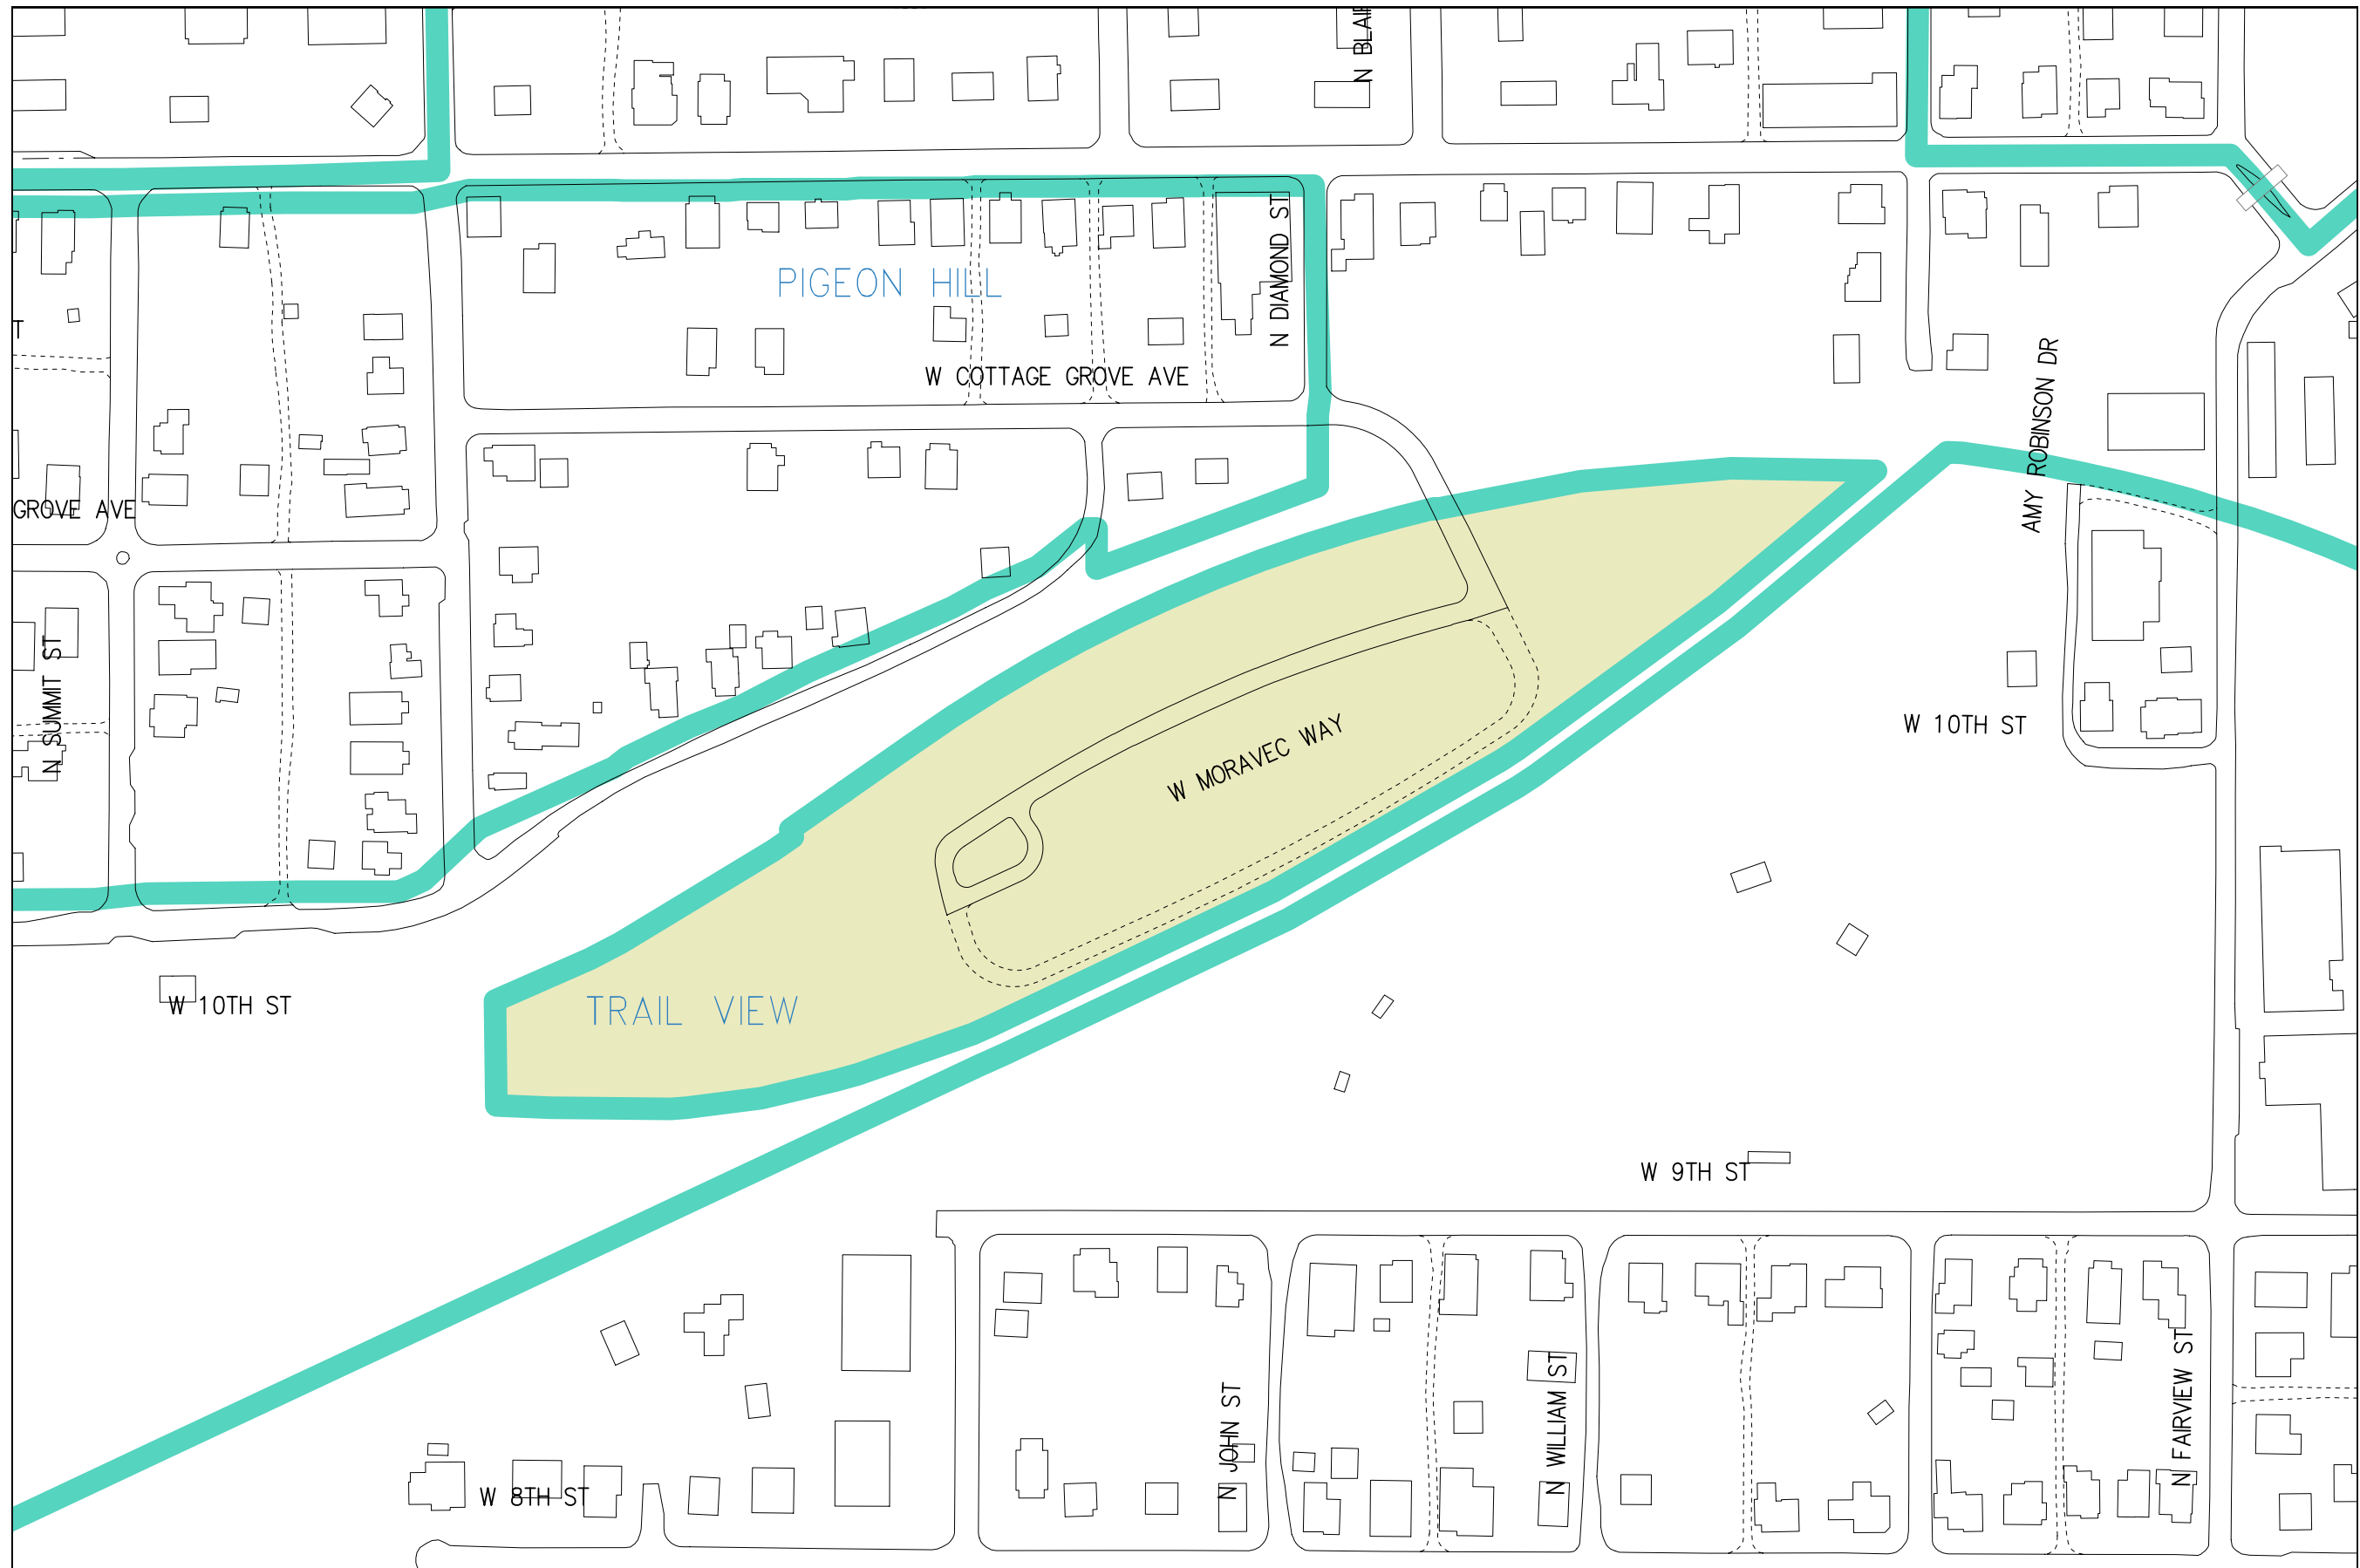 N BLAIR
PIGEON HILL
N DIAMOND ST
W COTTAGE GROVE AVE
AMY ROBINSON DR
GROVE AVE
N SUMMIT ST
W MORAVEC WAY
W 10TH ST
TRAIL VIEW
W 10TH ST
W 9TH ST
N JOHN ST
N WILLIAM ST
N FAIRVIEW ST
W 8TH ST